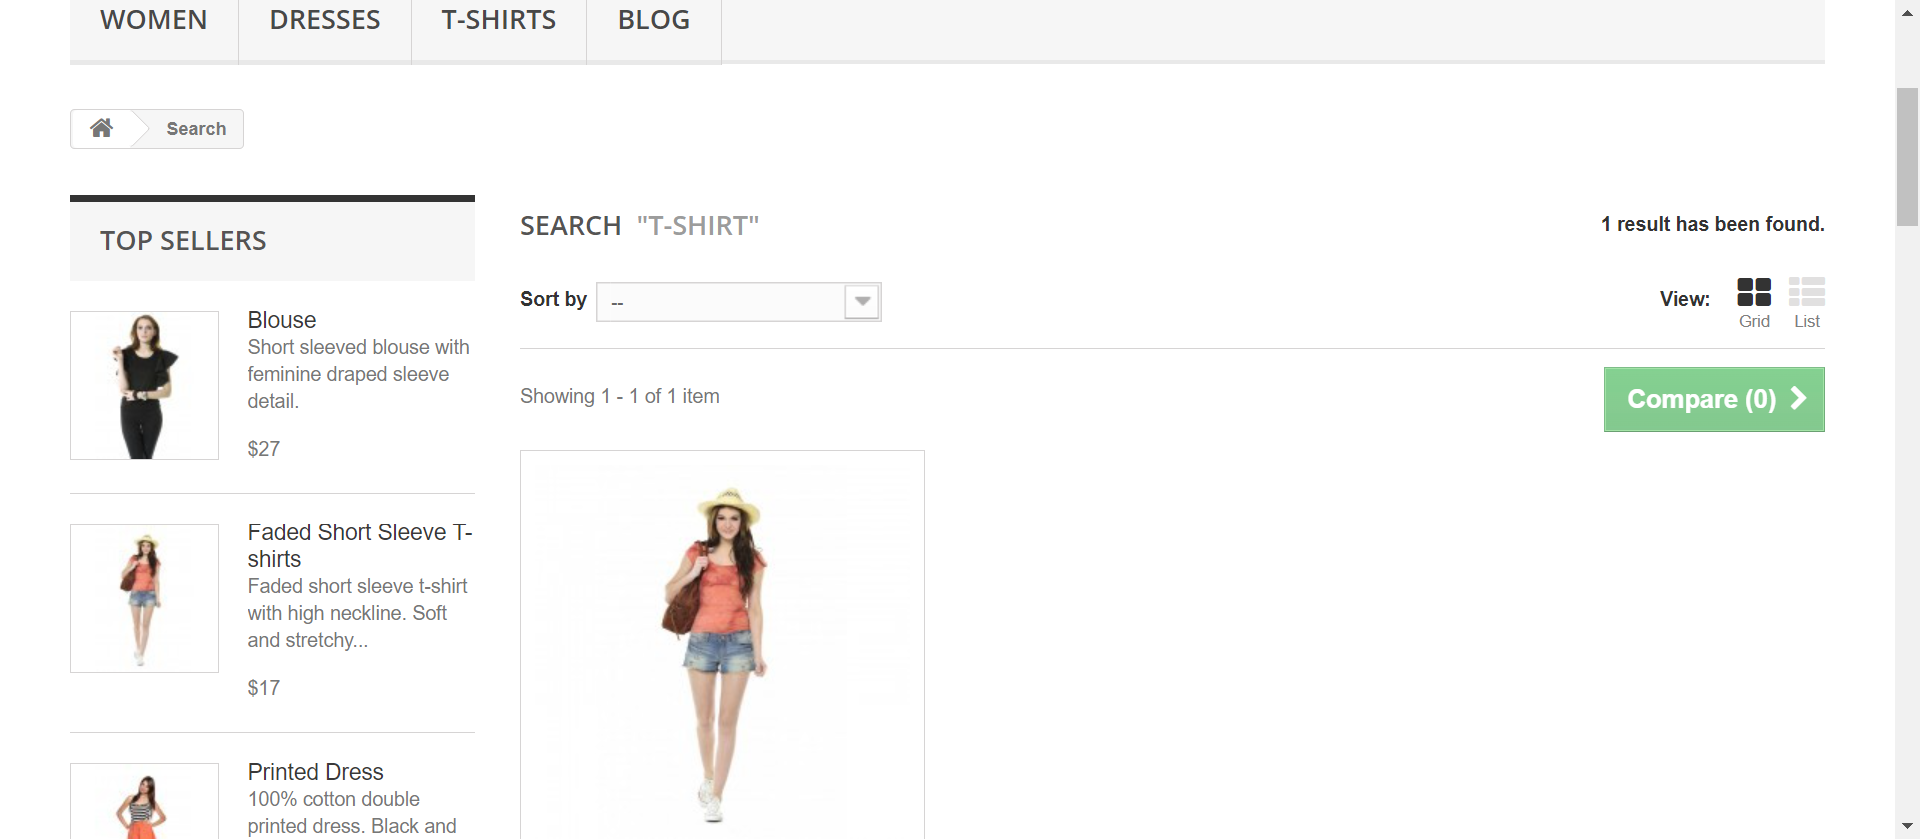 WOMEN
DRESSES
T-SHIRTS
BLOG
Search
TOP SELLERS
Blouse
Short sleeved blouse with
feminine draped sleeve
detail.
$27
Faded Short Sleeve T-
shirts
Faded short sleeve t-shirt
with high neckline. Soft
and stretchy...
$17
Printed Dress
100% cotton double
printed dress. Black and
SEARCH "T-SHIRT"
1 result has been found.
Sort by --
View:
Grid
List
Showing 1 - 1 of 1 item
Compare (0)